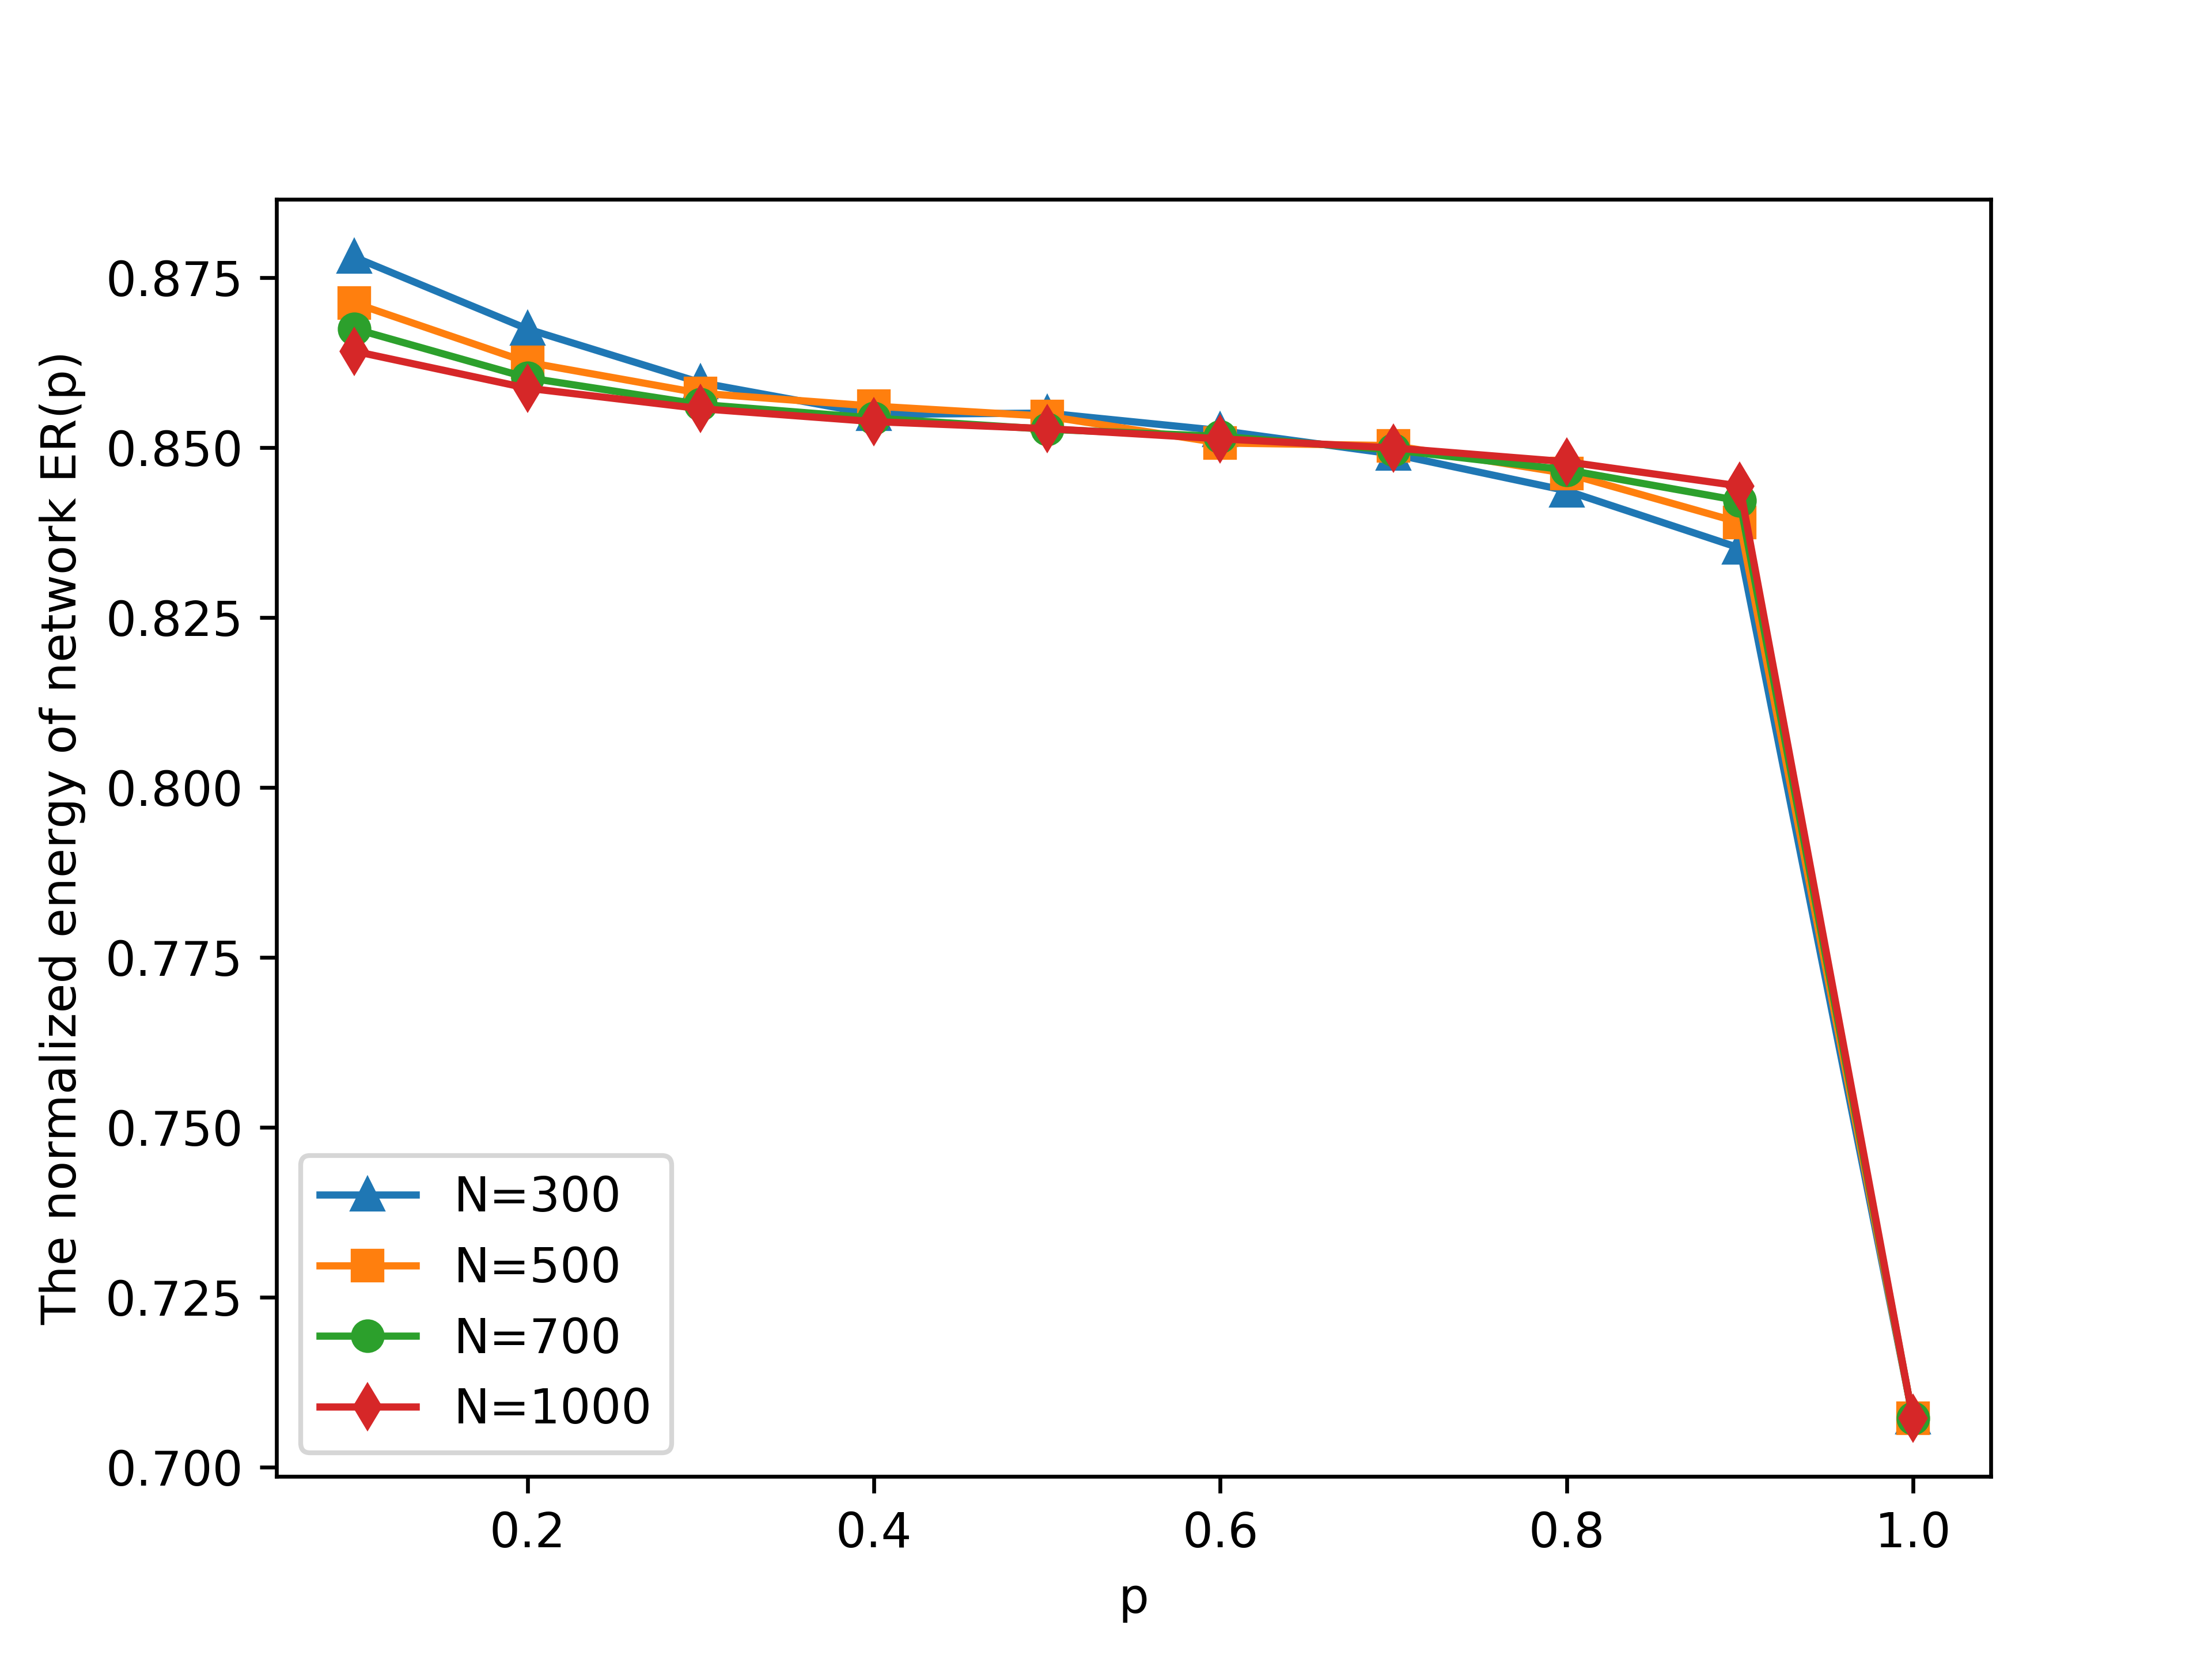 The normalized energy of network ER(p)
0.875
0.850
0.825
0.800
0.775
0.750
0.725
0.700
N=300
N=500
N=700
N=1000
0.2
0.4
0.6
0.8
1.0
p